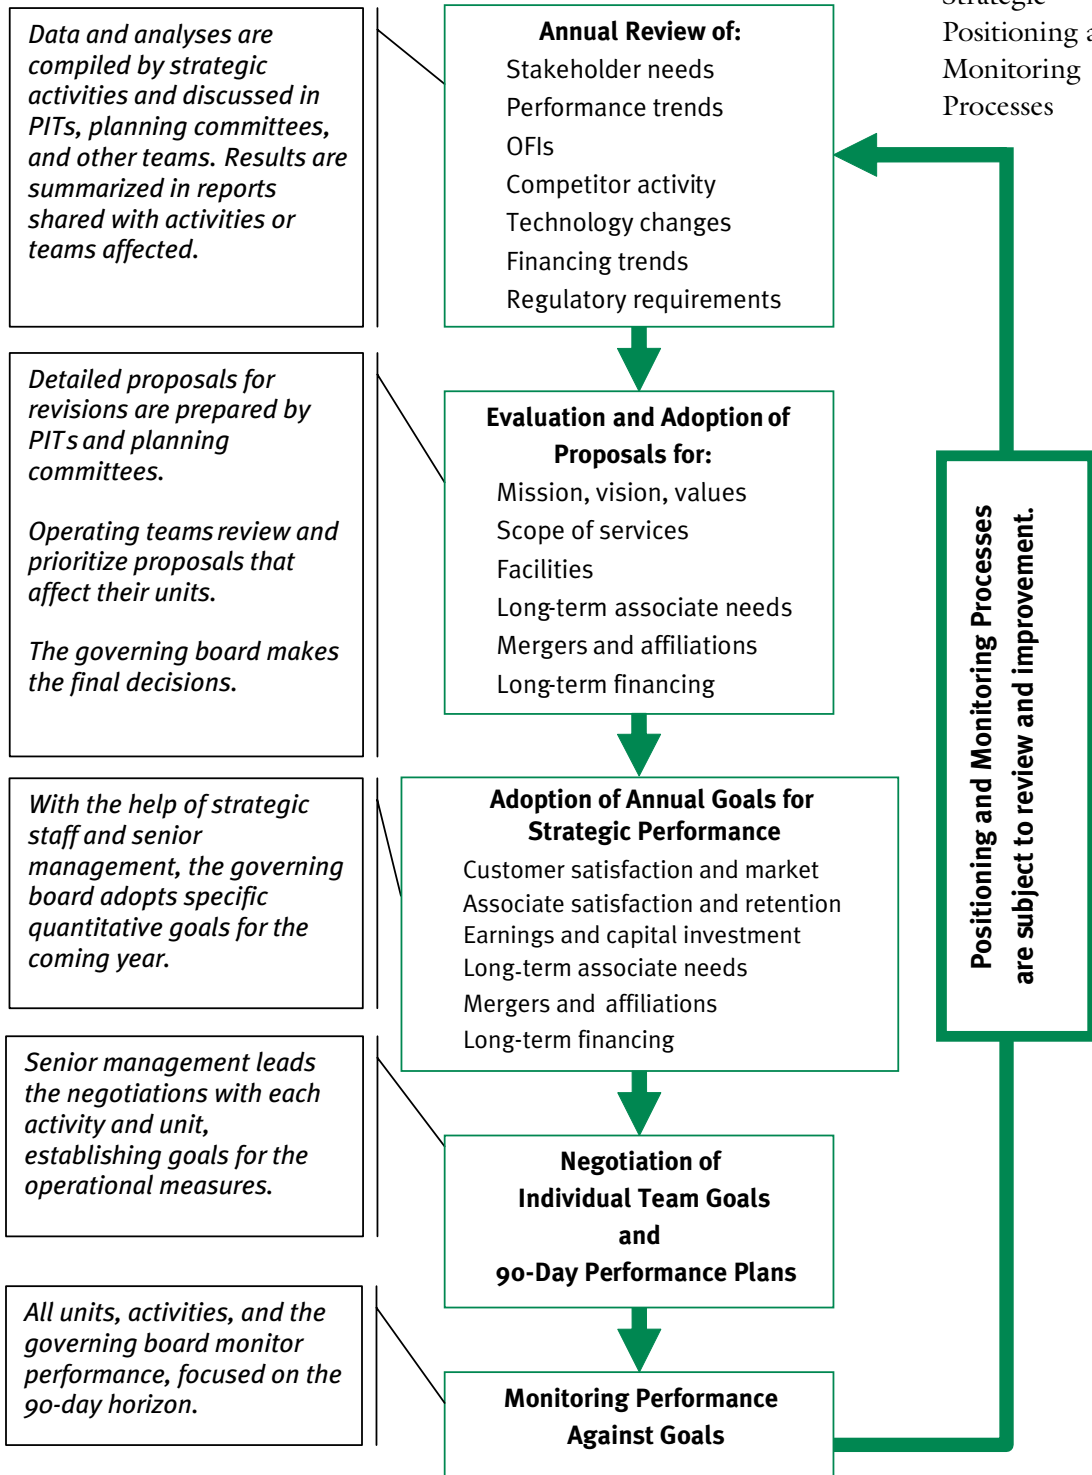 Strategic
Positioning a
Monitoring
Processes
Data and analyses are
compiled by strategic
activities and discussed in
PITs, planning committees,
and other teams. Results are
summarized in reports
shared with activities or
teams affected.
Annual Review of:
Stakeholder needs
Performance trends
OFIs
Competitor activity
Technology changes
Financing trends
Regulatory requirements
Detailed proposals for
revisions are prepared by
PITs and planning
committees.
Operating teams review and
prioritize proposals that
affect their units.
The governing board makes
the final decisions.
Evaluation and Adoption of
Proposals for:
Mission, vision, values
Scope of services
Facilities
Long-term associate needs
Mergers and affiliations
Long-term financing
With the help of strategic
staff and senior
management, the governing
board adopts specific
quantitative goals for the
coming year.
Adoption of Annual Goals for
Strategic Performance
Customer satisfaction and market
Associate satisfaction and retention
Earnings and capital investment
Long-term associate needs
Mergers and affiliations
Long-term financing
Senior management leads
the negotiations with each
activity and unit,
establishing goals for the
operational measures.
Negotiation of
Individual Team Goals
and
90-Day Performance Plans
All units, activities, and the
governing board monitor
performance, focused on the
90-day horizon.
Monitoring Performance
Against Goals
Positioning and Monitoring Processes
are subject to review and improvement.